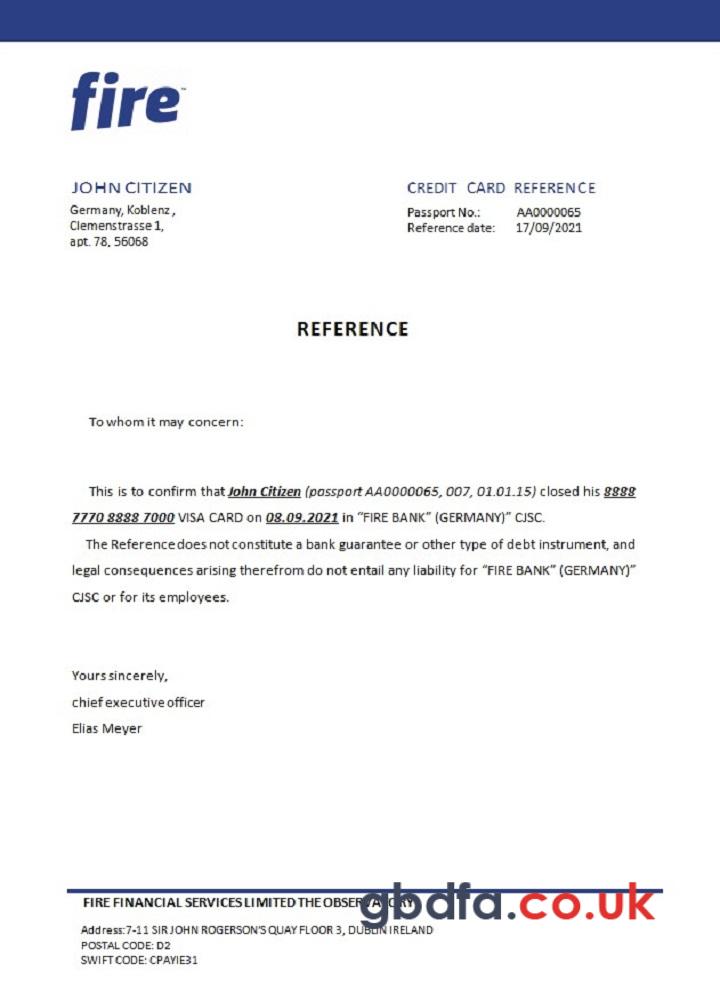 fire™
JOHN CITIZEN
Germany, Koblenz,
Clemenstrasse 1,
apt. 78, 56068
CREDIT CARD REFERENCE
Passport No.: AA0000065
Reference date: 17/09/2021
REFERENCE
To whom it may concern:
This is to confirm that John Citizen (passport AA0000065, 007, 01.01.15) closed his 8888
7770 8888 7000 VISA CARD on 08.09.2021 in “FIRE BANK” (GERMANY)” CJSC.
The Reference does not constitute a bank guarantee or other type of debt instrument, and
legal consequences arising therefrom do not entail any liability for “FIRE BANK” (GERMANY)”
CJSC or for its employees.
Yours sincerely,
chief executive officer
Elias Meyer
FIRE FINANCIAL SERVICES LIMITED THE OBSERVATORY
gbdfa.co.uk
Address:7-11 SIR JOHN ROGERSON'S QUAY FLOOR 3, DUBLIN IRELAND
POSTAL CODE: D2
SWIFT CODE: CPAYIE31